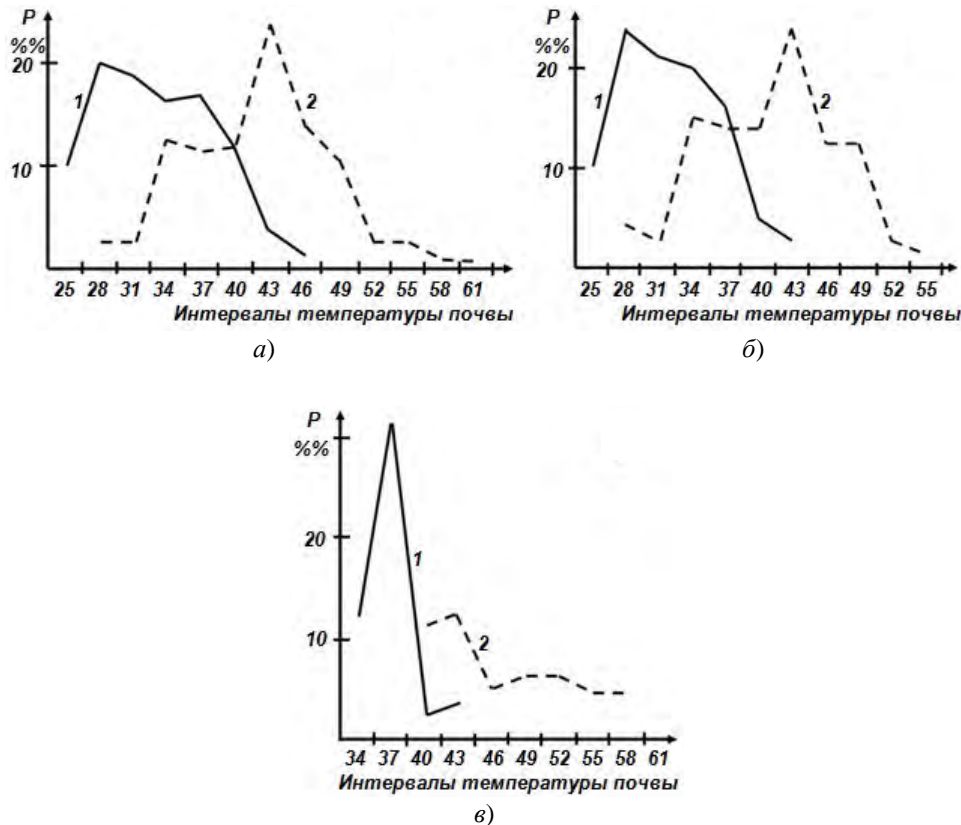 P
%%
20
10
1
2
25 28 31 34 37 40 43 46 49 52 55 58 61
Интервалы температуры почвы
а)
P
%%
20
10
1
2
25 28 31 34 37 40 43 46 49 52 55
Интервалы температуры почвы
б)
P
%%
20
10
1
2
34 37 40 43 46 49 52 55 58 61
Интервалы температуры почвы
в)